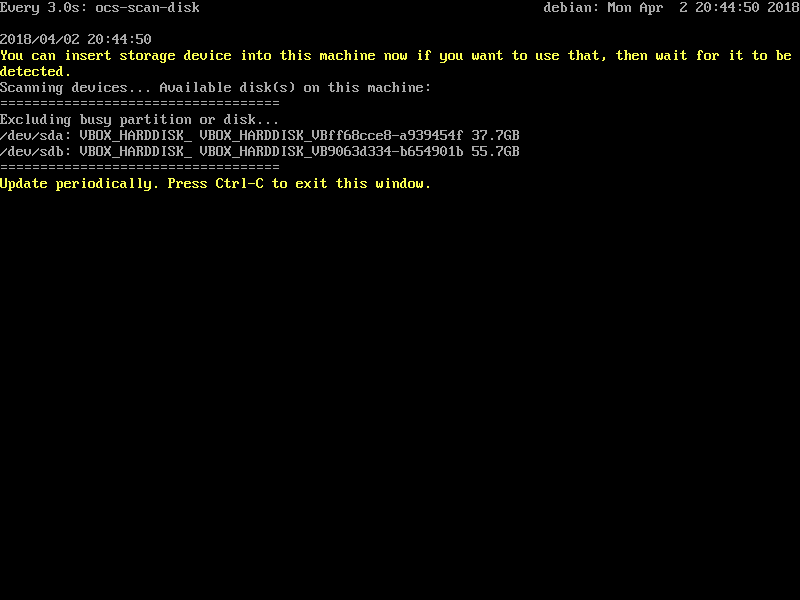 Every 3.0s: ocs-scan-disk debian: Mon Apr  2 20:44:50 2018
2018/04/02 20:44:50
You can insert storage device into this machine now if you want to use that, then wait for it to be
detected.
Scanning devices... Available disk(s) on this machine:
===================================
Excluding busy partition or disk...
/dev/sda: VBOX_HARDDISK_ VBOX_HARDDISK_VBff68cce8-a939454f 37.7GB
/dev/sdb: VBOX_HARDDISK_ VBOX_HARDDISK_VB9063d334-b654901b 55.7GB
===================================
Update periodically. Press Ctrl-C to exit this window.